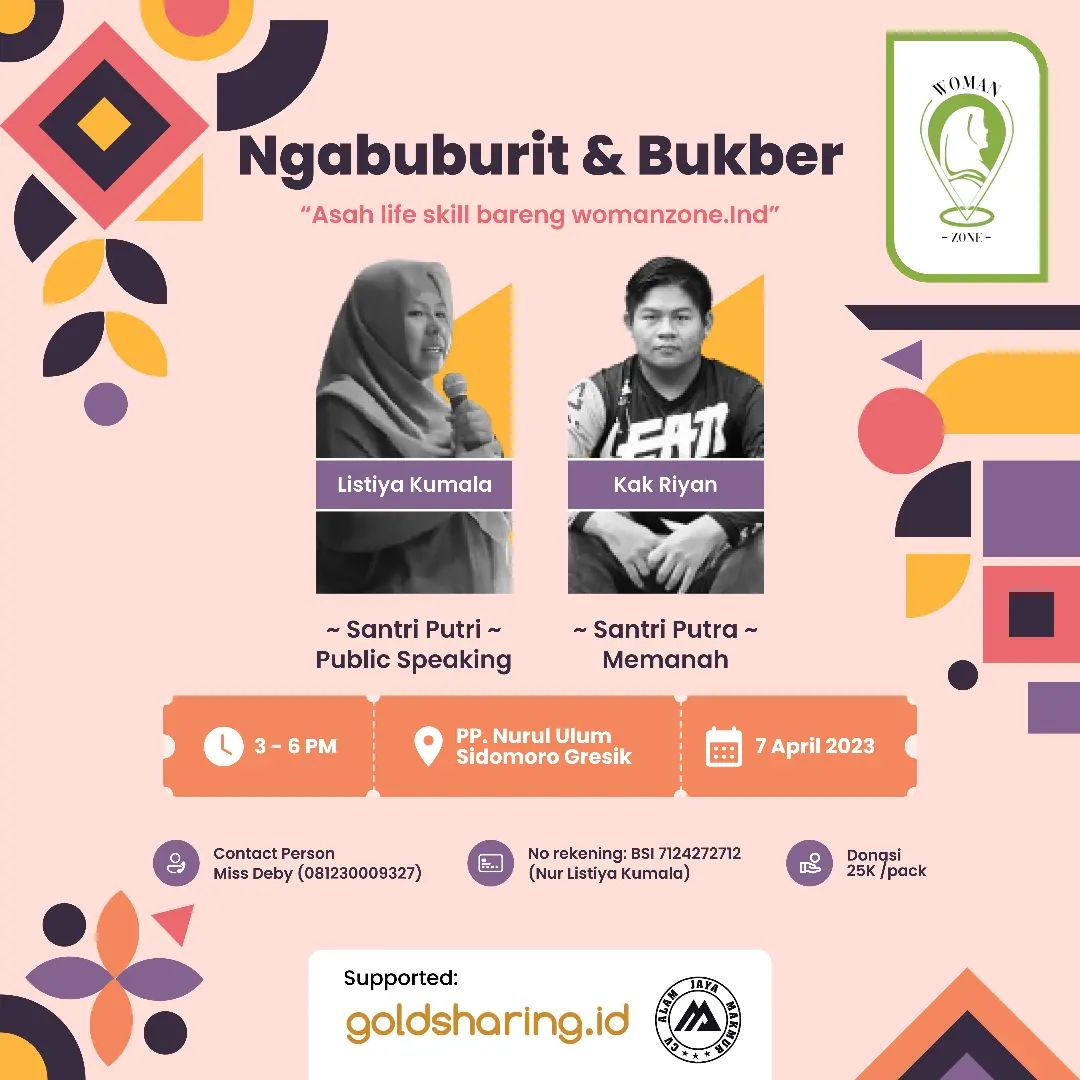 WOMAN
- ZONE -
Ngabuburit & Bukber
“Asah life skill bareng womanzone.Ind”
Listiya Kumala
Kak Riyan
~ Santri Putri ~
Public Speaking
~ Santri Putra ~
Memanah
3 - 6 PM
PP. Nurul Ulum
Sidomoro Gresik
7 April 2023
Contact Person
Miss Deby (081230009327)
No rekening: BSI 7124272712
(Nur Listiya Kumala)
Donasi
25K /pack
Supported:
goldsharing.id
CV ALAM JAYA MAKMUR